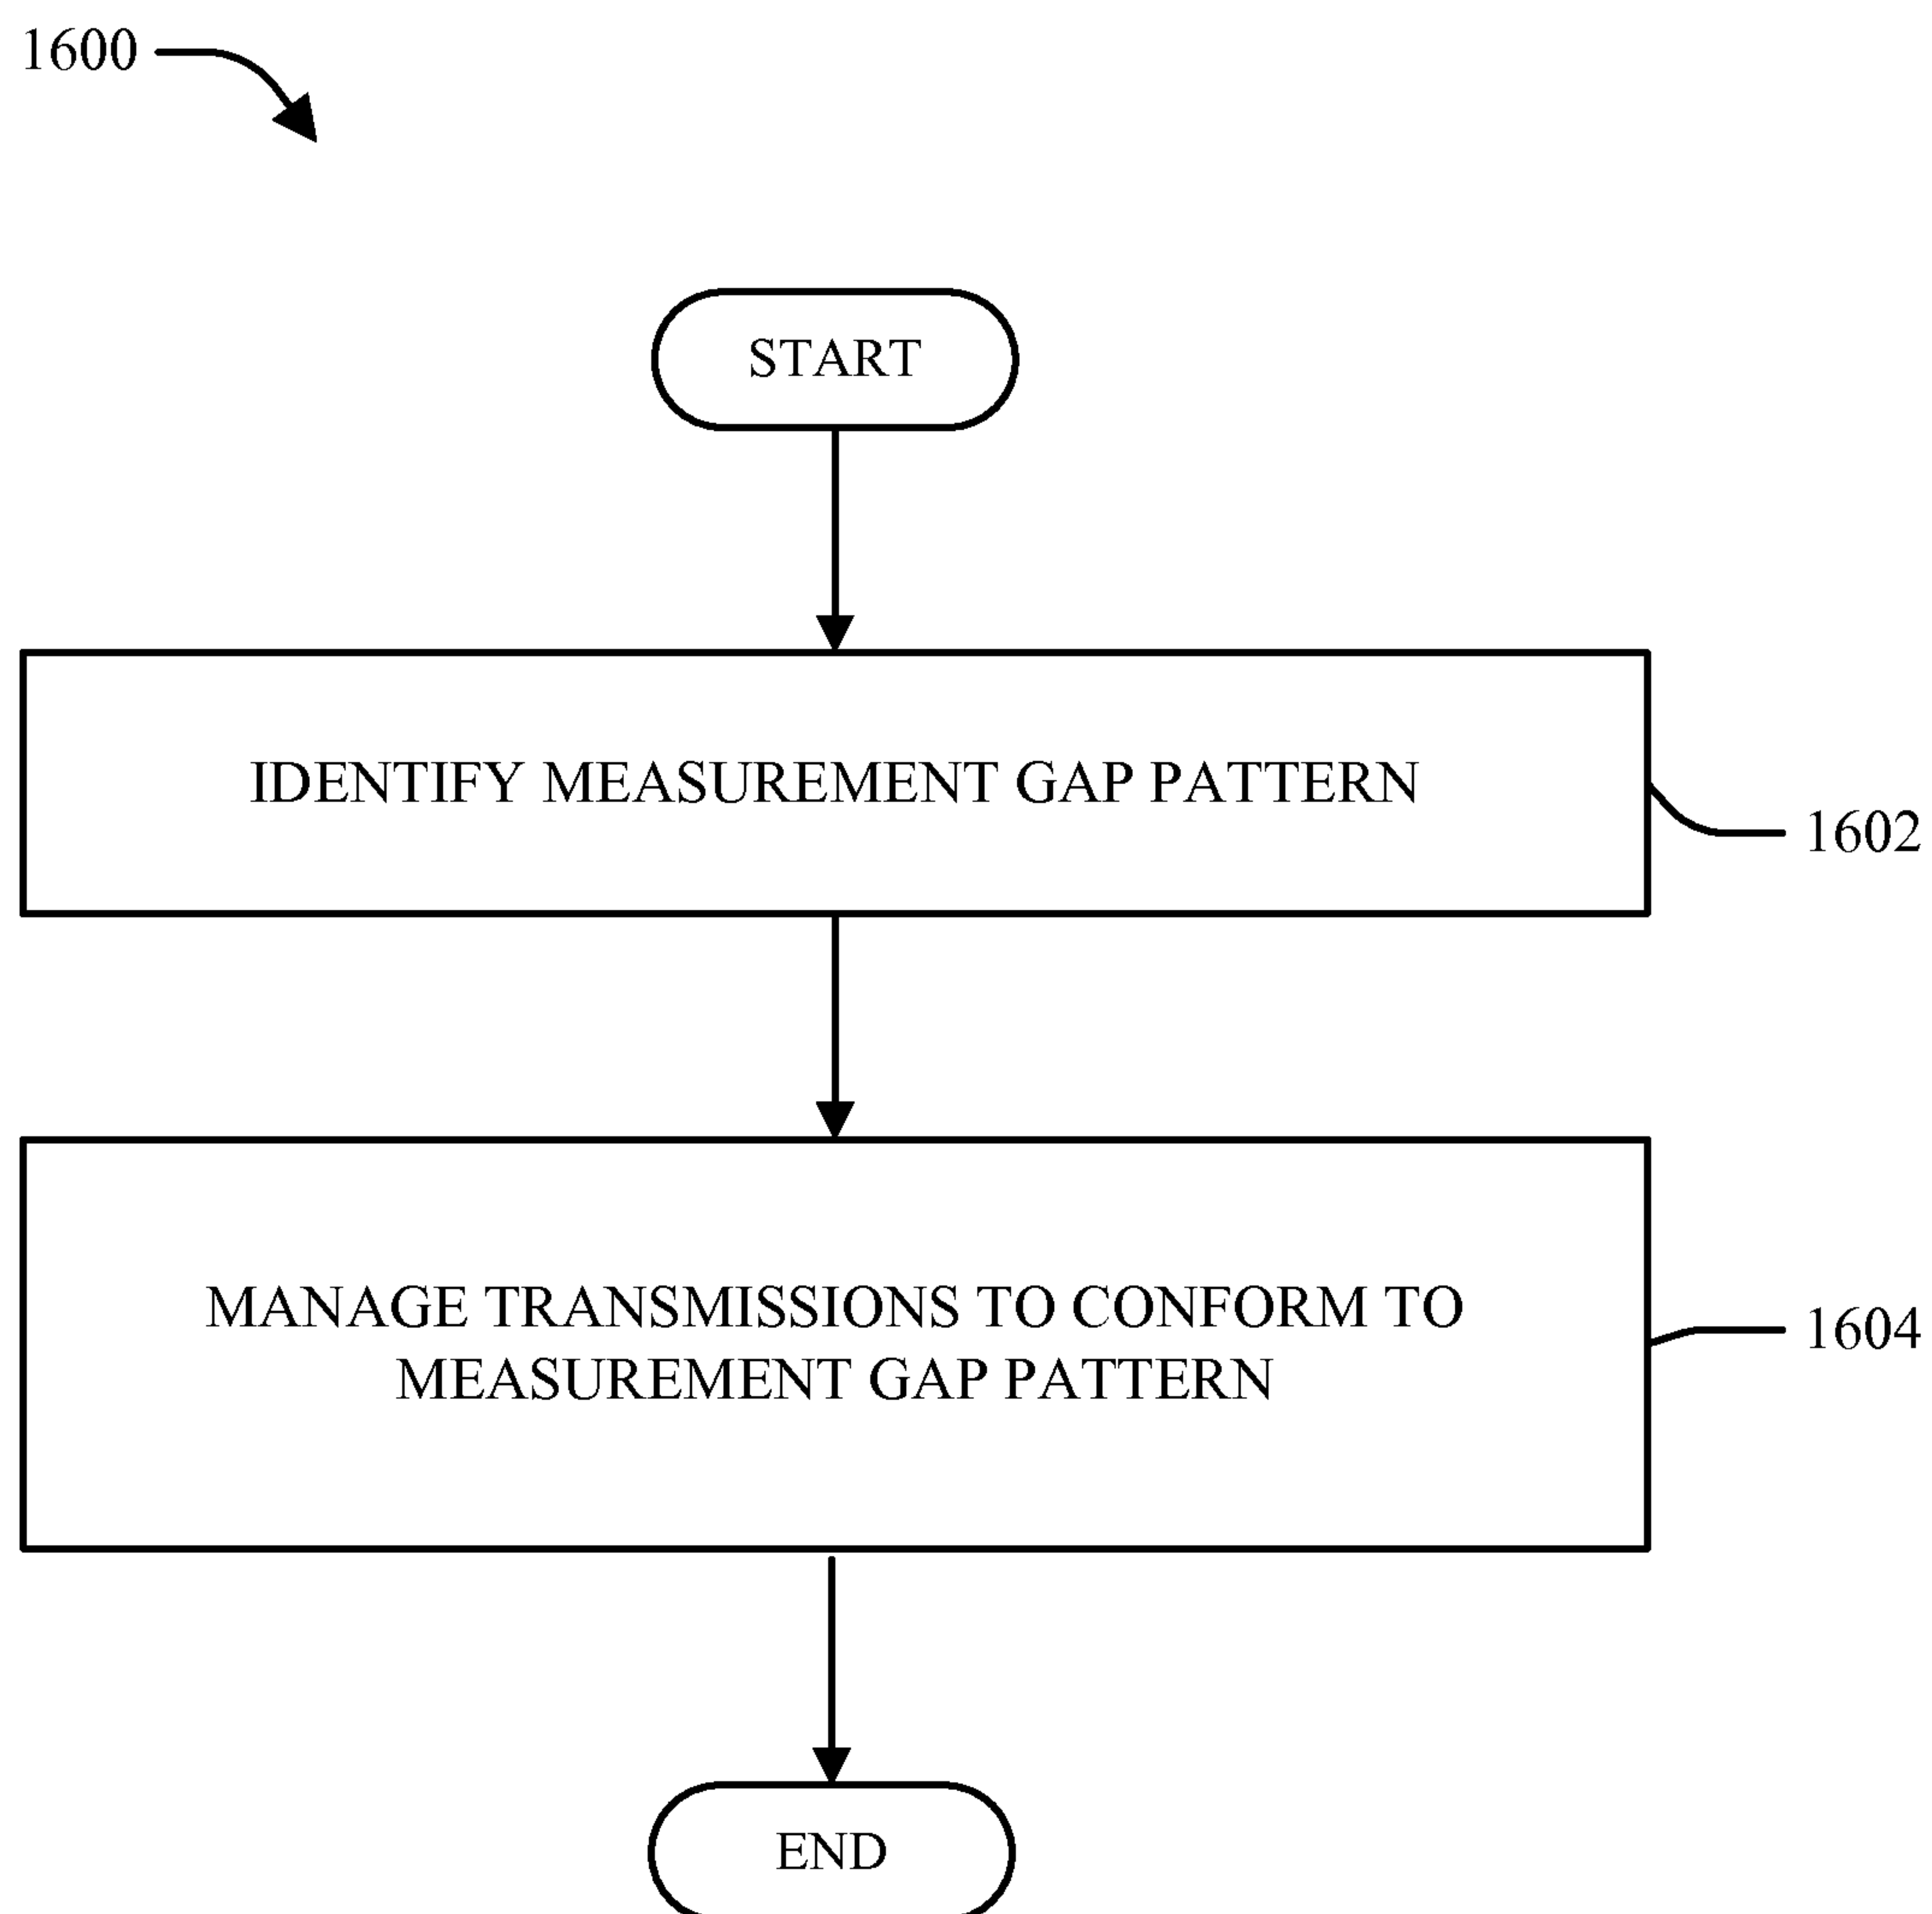 1600
START
IDENTIFY MEASUREMENT GAP PATTERN
1602
MANAGE TRANSMISSIONS TO CONFORM TO
MEASUREMENT GAP PATTERN
1604
END